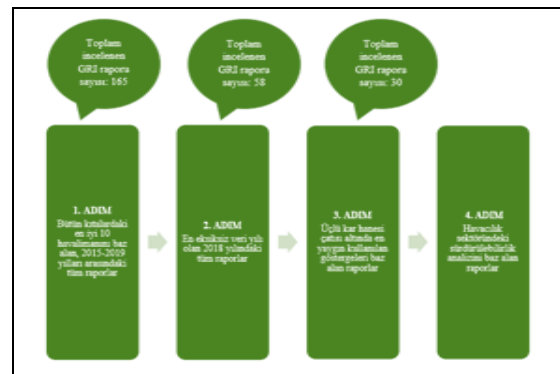 Toplam
incelenen
GRI raporu
sayısı: 165
Toplam
incelenen
GRI raporu
sayısı: 58
Toplam
incelenen
GRI raporu
sayısı: 30
1. ADIM
Bütün kıtalardaki
en iyi 10
havalimanını baz
alan, 2015-2019
yılları arasındaki
tüm raporlar
2. ADIM
En eksiksiz veri yılı
olan 2018 yılındaki
tüm raporlar
3. ADIM
Üçlü kar hanesi
çatısı altında en
yaygın kullanılan
göstergeleri baz
alan raporlar
4. ADIM
Havacılık
sektöründeki
sürdürülebilirlik
analizini baz alan
raporlar